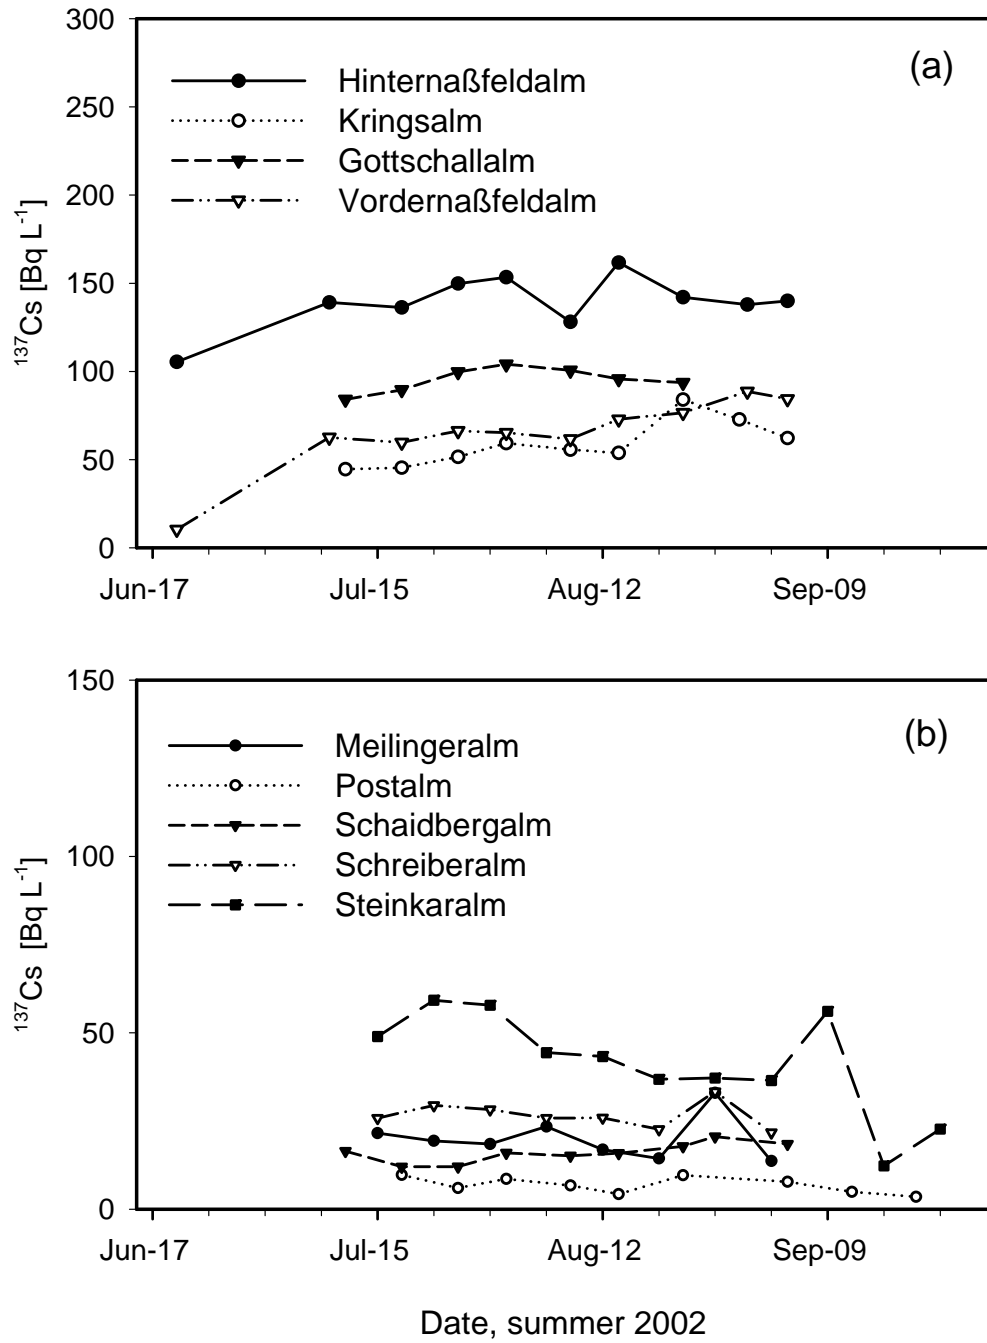 300
(a)
Hinternaßfeldalm
Kringsalm
250
Gottschallalm
Vordernaßfeldalm
200
150
100
50
0
¹³⁷Cs [Bq L⁻¹]
Jun-17 Jul-15 Aug-12 Sep-09
150
(b)
Meilingeralm
Postalm
Schaidbergalm
Schreiberalm
Steinkaralm
100
50
0
¹³⁷Cs [Bq L⁻¹]
Jun-17 Jul-15 Aug-12 Sep-09
Date, summer 2002